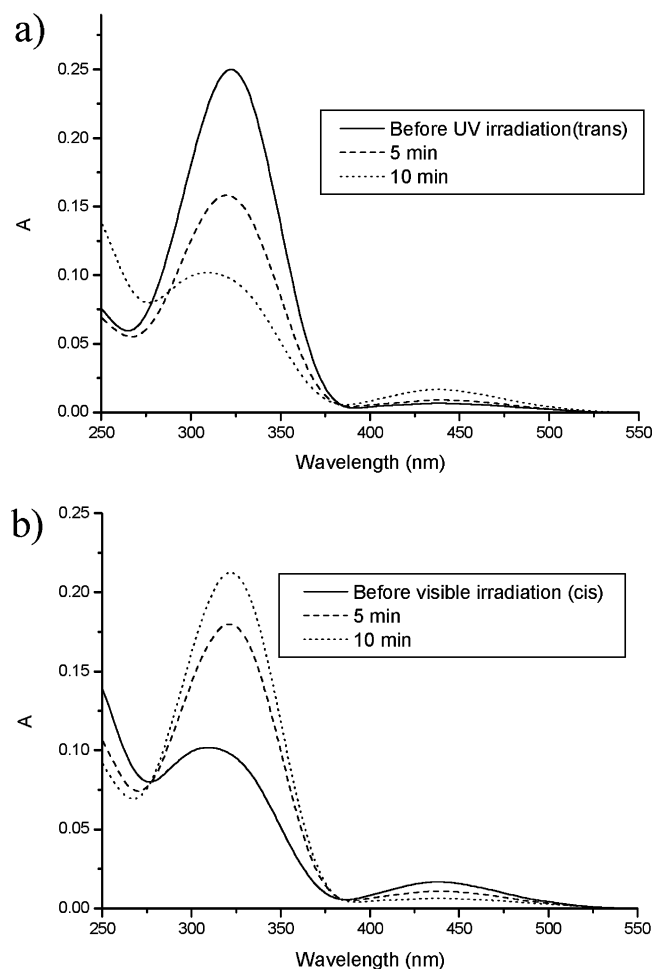 a)
0.25
0.20
0.15
0.10
0.05
0.00
A
Before UV irradiation(trans)
5 min
10 min
250 300 350 400 450 500 550
Wavelength (nm)
b)
0.25
0.20
0.15
0.10
0.05
0.00
A
Before visible irradiation (cis)
5 min
10 min
250 300 350 400 450 500 550
Wavelength (nm)